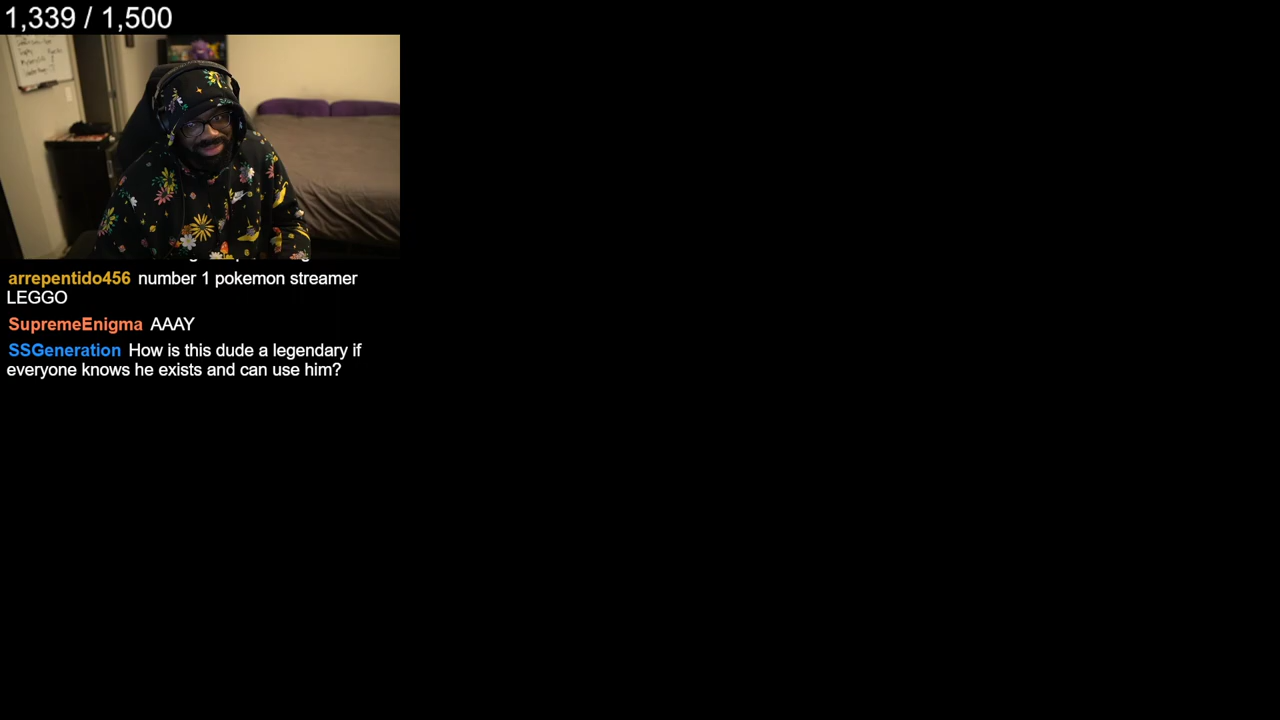 1,339 / 1,500
arrepentido456 number 1 pokemon streamer
LEGGO
SupremeEnigma AAAY
SSGeneration How is this dude a legendary if
everyone knows he exists and can use him?